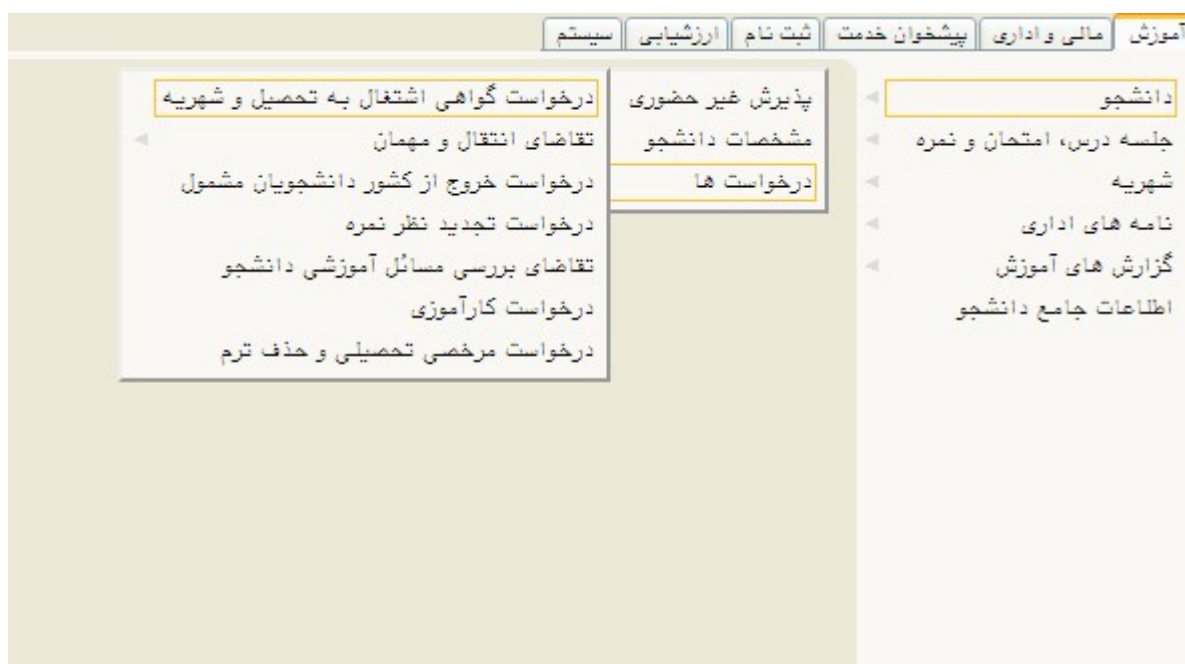 آموزش مالی و اداری پیشخوان خدمت ثبت نام ارزشیابی سیستم
دانشجو
جلسه درس، امتحان و نمره
شهریه
نامه های اداری
گزارش های آموزش
اطلاعات جامع دانشجو
پذیرش غیر حضوری
مشخصات دانشجو
درخواست ها
درخواست گواهی اشتغال به تحصیل و شهریه
تقاضای انتقال و مهمان
درخواست خروج از کشور دانشجویان مشمول
درخواست تجدید نظر نمره
تقاضای بررسی مسائل آموزشی دانشجو
درخواست کارآموزی
درخواست مرخصی تحصیلی و حذف ترم